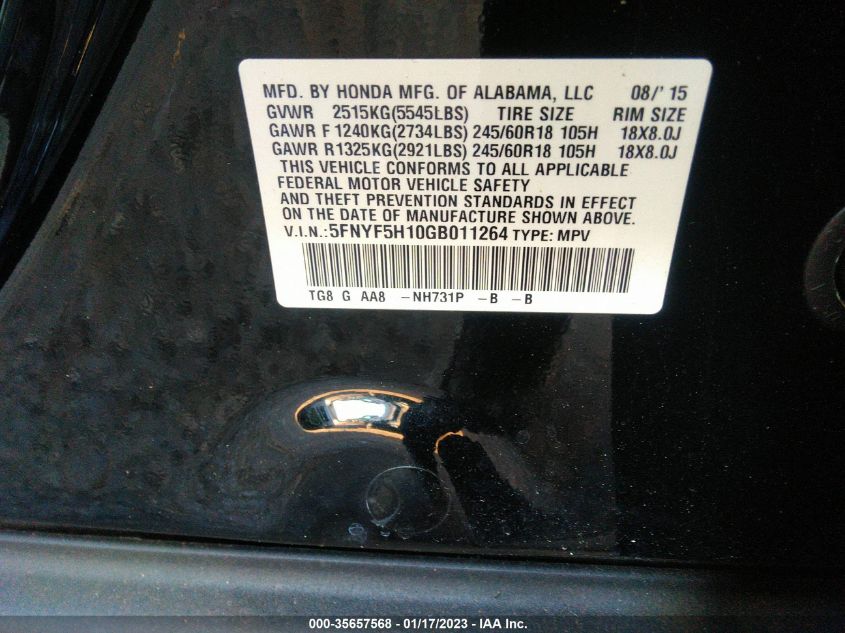 MFD. BY HONDA MFG. OF ALABAMA, LLC 08/' 15
GVWR 2515KG(5545LBS) TIRE SIZE RIM SIZE
GAWR F 1240KG(2734LBS) 245/60R18 105H 18X8.0J
GAWR R1325KG(2921LBS) 245/60R18 105H 18X8.0J
THIS VEHICLE CONFORMS TO ALL APPLICABLE
FEDERAL MOTOR VEHICLE SAFETY
AND THEFT PREVENTION STANDARDS IN EFFECT
ON THE DATE OF MANUFACTURE SHOWN ABOVE.
V.I.N.: 5FNYF5H10GB011264 TYPE: MPV
TG8 G AA8 -NH731P -B -B
000-35657568 - 01/17/2023 - IAA Inc.